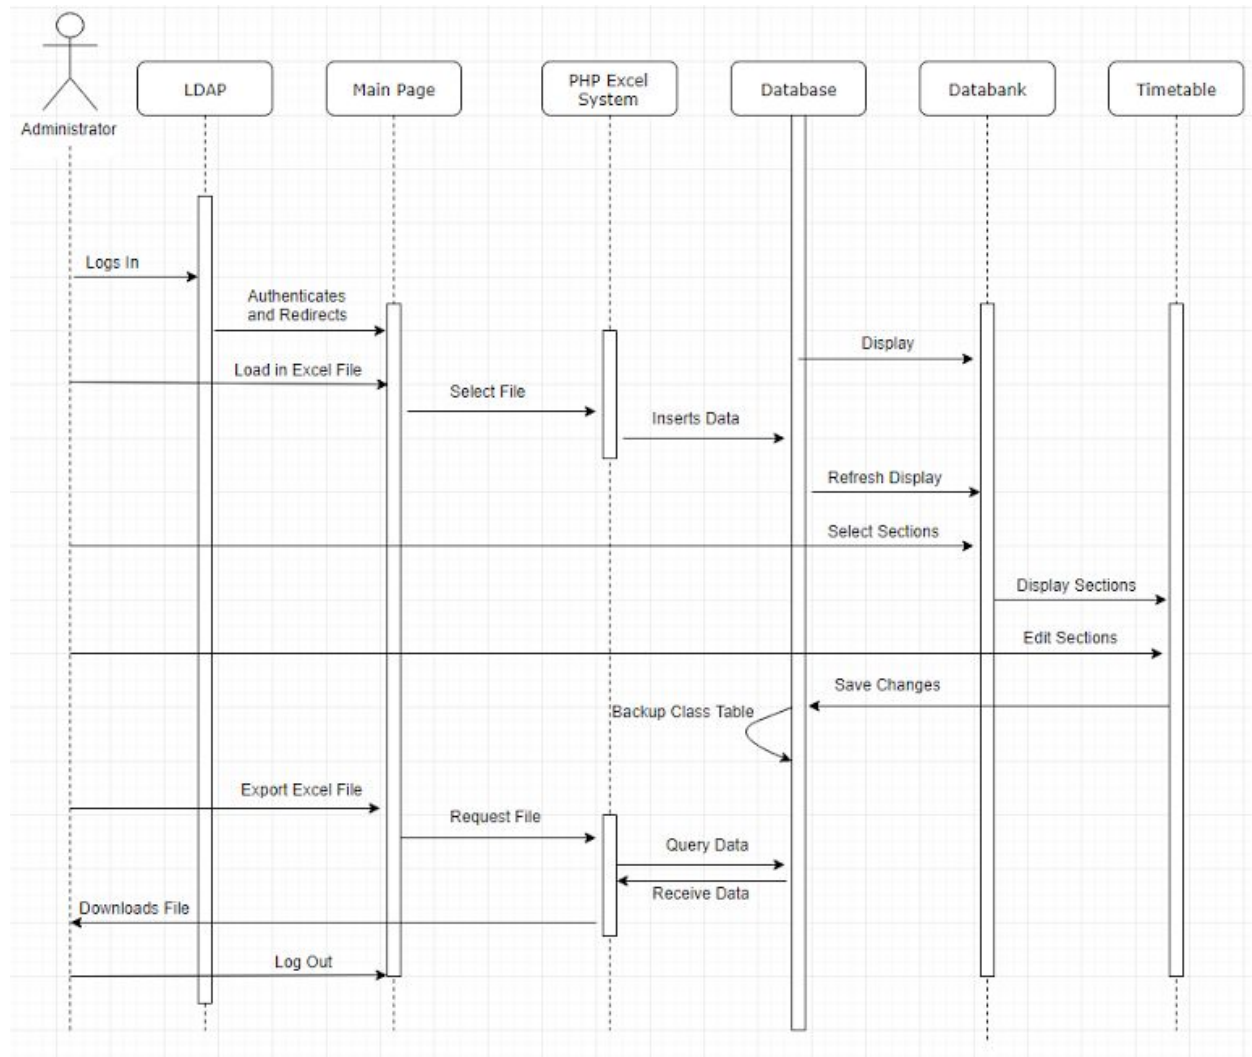 Administrator
LDAP
Main Page
PHP Excel
System
Database
Databank
Timetable
Logs In
Authenticates
and Redirects
Display
Load in Excel File
Select File
Inserts Data
Refresh Display
Select Sections
Display Sections
Edit Sections
Save Changes
Backup Class Table
Export Excel File
Request File
Query Data
Receive Data
Downloads File
Log Out